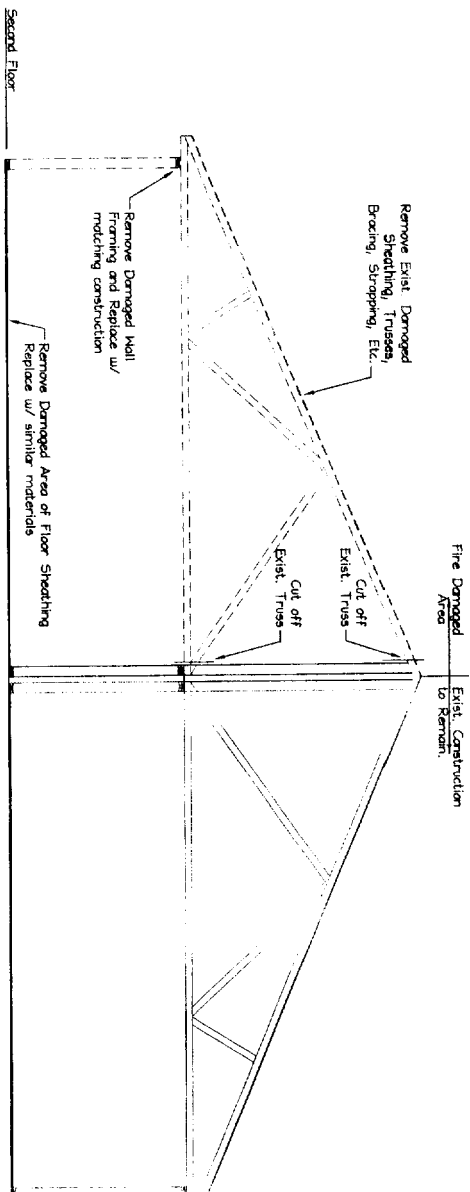 Fire Damaged
Area
Exist. Construction
to Remain.
Remove Exist. Damaged
Sheathing, Trusses,
Bracing, Strapping, Etc.
Cut off
Exist. Truss
Cut off
Exist. Truss
Remove Damaged Wall
Framing and Replace w/
matching construction
Remove Damaged Area of Floor Sheathing
Replace w/ similar materials
Second Floor